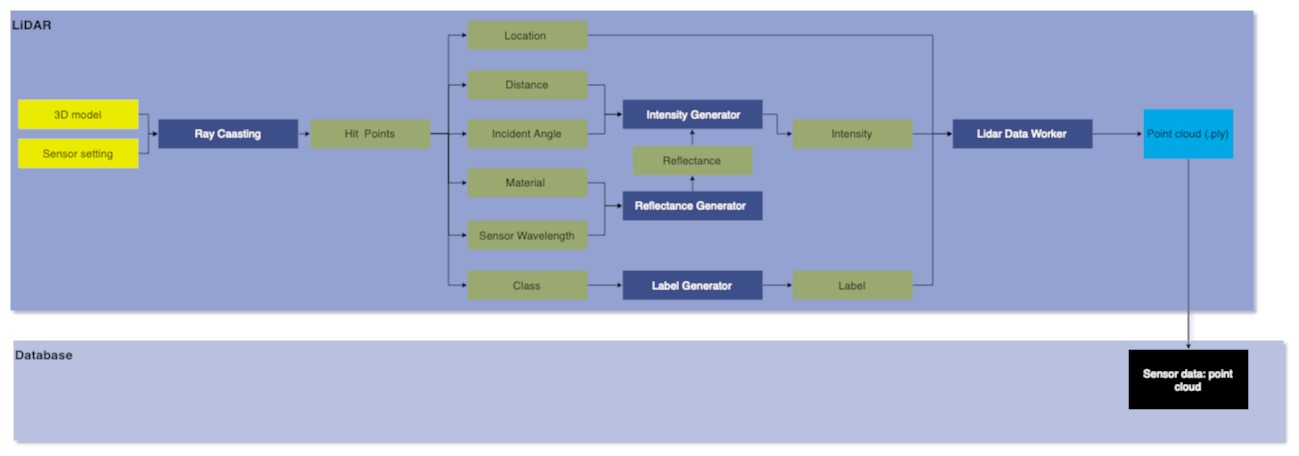 LiDAR
Location
Distance
3D model
Intensity Generator
Ray Caasting
Hit Points
Incident Angle
Intensity
Lidar Data Worker
Point cloud (.ply)
Sensor setting
Reflectance
Material
Reflectance Generator
Sensor Wavelength
Class
Label Generator
Label
Database
Sensor data: point
cloud